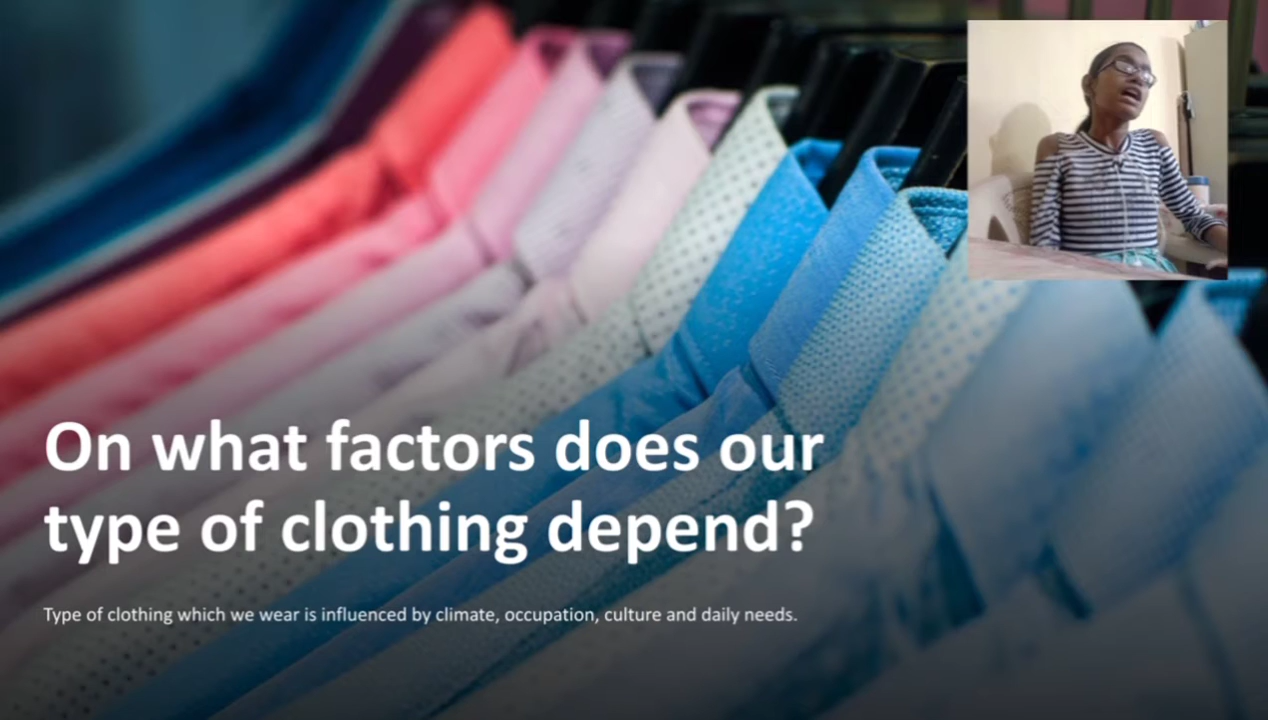 On what factors does our
type of clothing depend?
Type of clothing which we wear is influenced by climate, occupation, culture and daily needs.